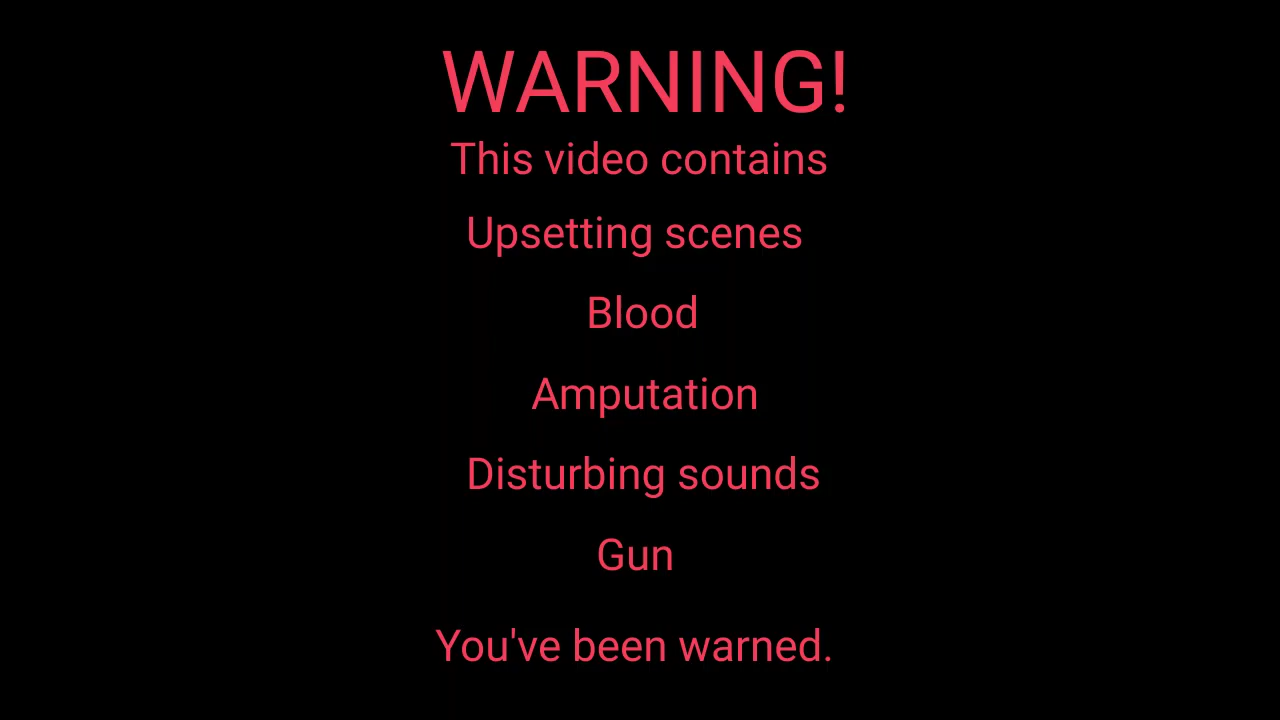 WARNING!
This video contains
Upsetting scenes
Blood
Amputation
Disturbing sounds
Gun
You've been warned.